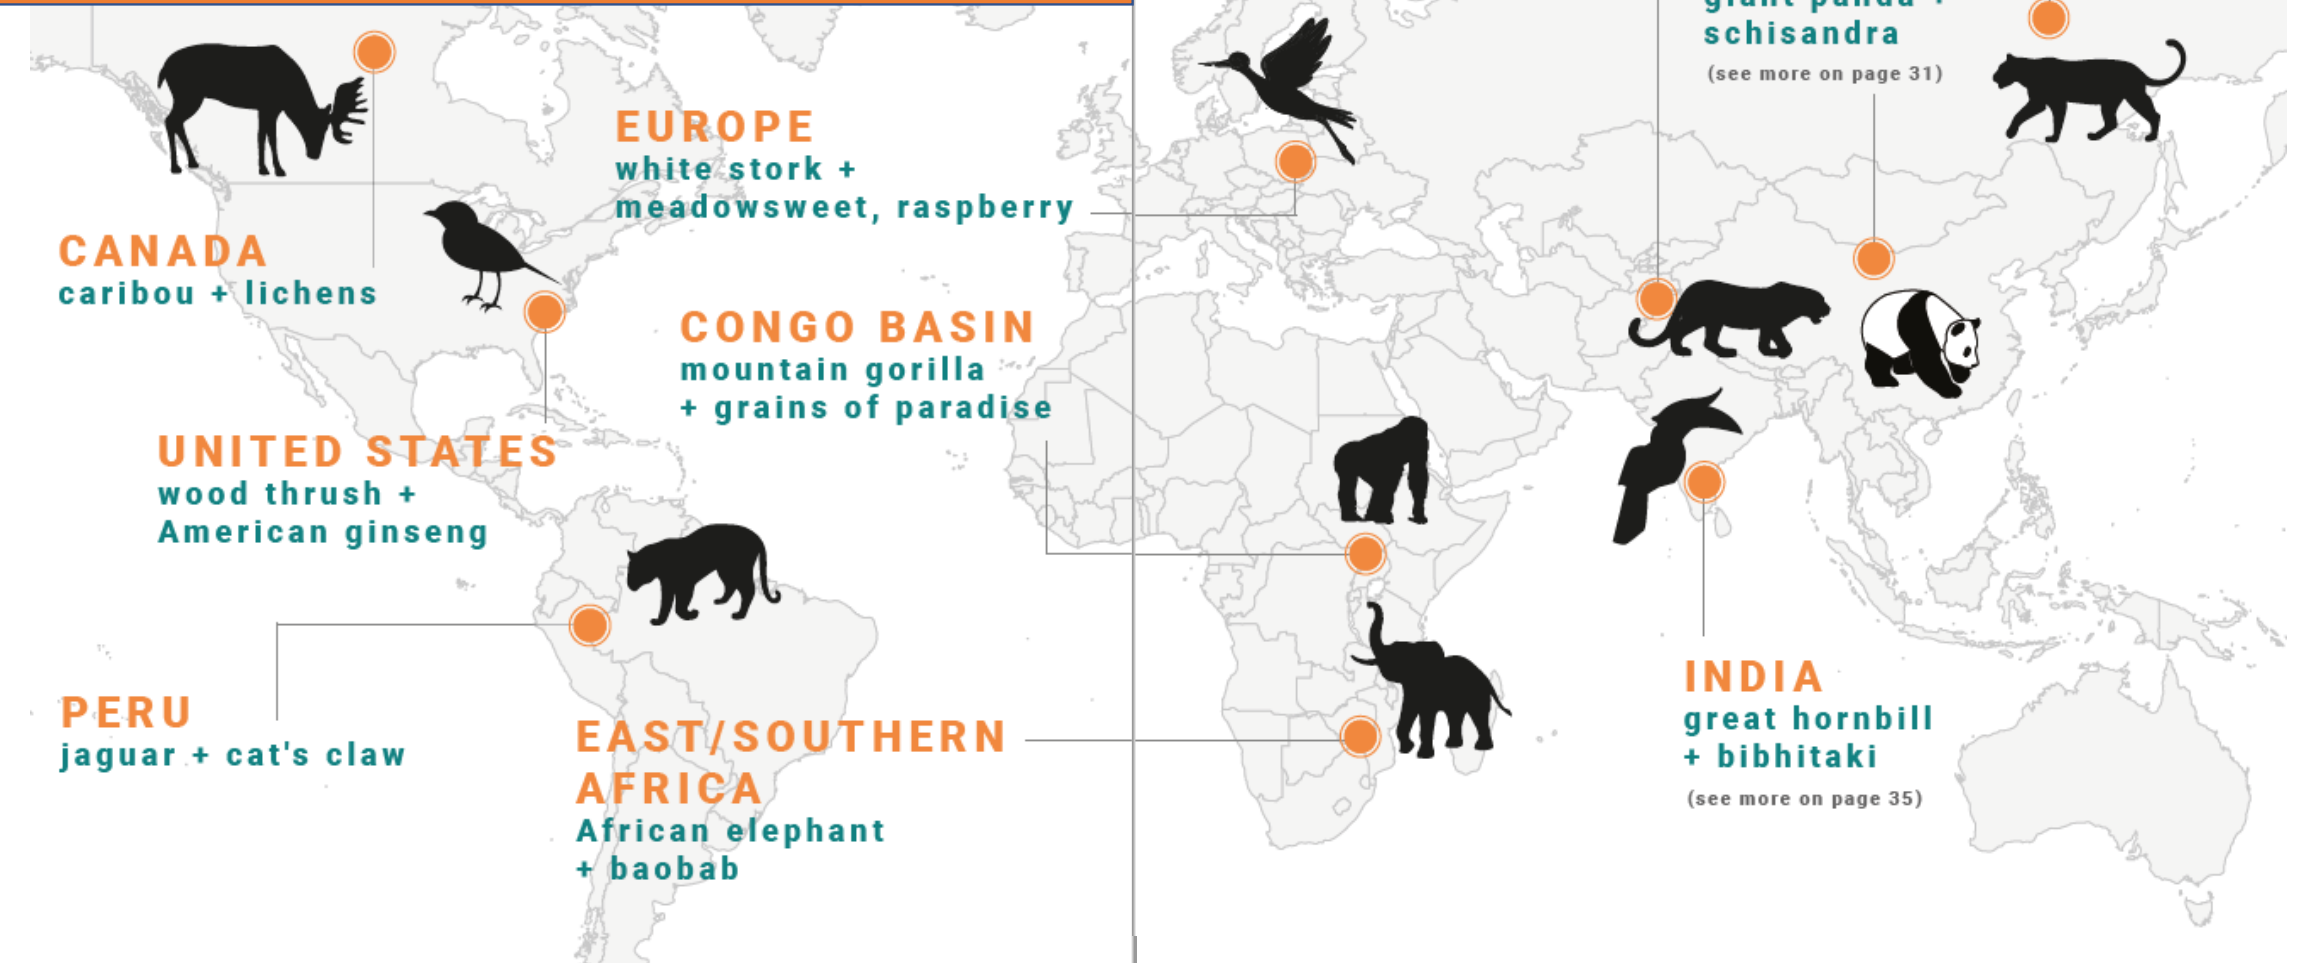 giant panda +
schisandra
(see more on page 31)
EUROPE
white stork +
meadowsweet, raspberry
CANADA
caribou + lichens
CONGO BASIN
mountain gorilla
+ grains of paradise
UNITED STATES
wood thrush +
American ginseng
PERU
jaguar + cat's claw
EAST/SOUTHERN
AFRICA
African elephant
+ baobab
INDIA
great hornbill
+ bibhitaki
(see more on page 35)